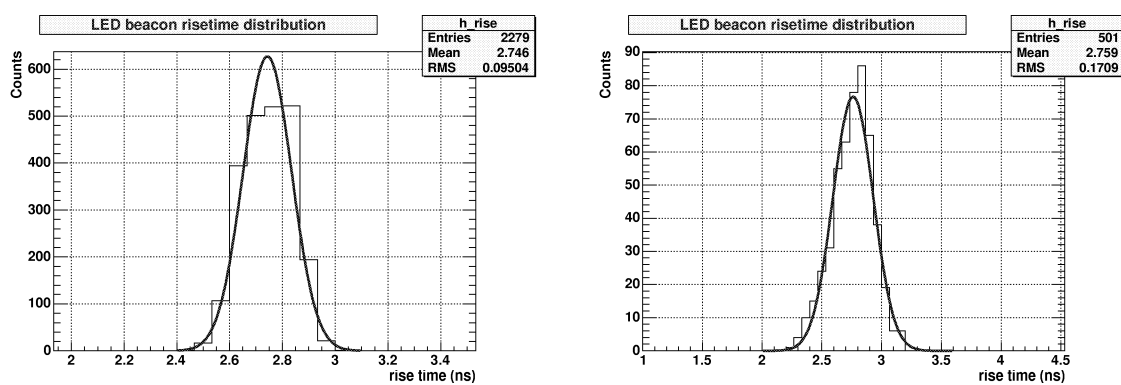 LED beacon risetime distribution
h_rise
Entries 2279
Mean 2.746
RMS 0.09504
Counts
600
500
400
300
200
100
0
2 2.2 2.4 2.6 2.8 3 3.2 3.4
rise time (ns)
LED beacon risetime distribution
h_rise
Entries 501
Mean 2.759
RMS 0.1709
Counts
90
80
70
60
50
40
30
20
10
0
1 1.5 2 2.5 3 3.5 4 4.5
rise time (ns)